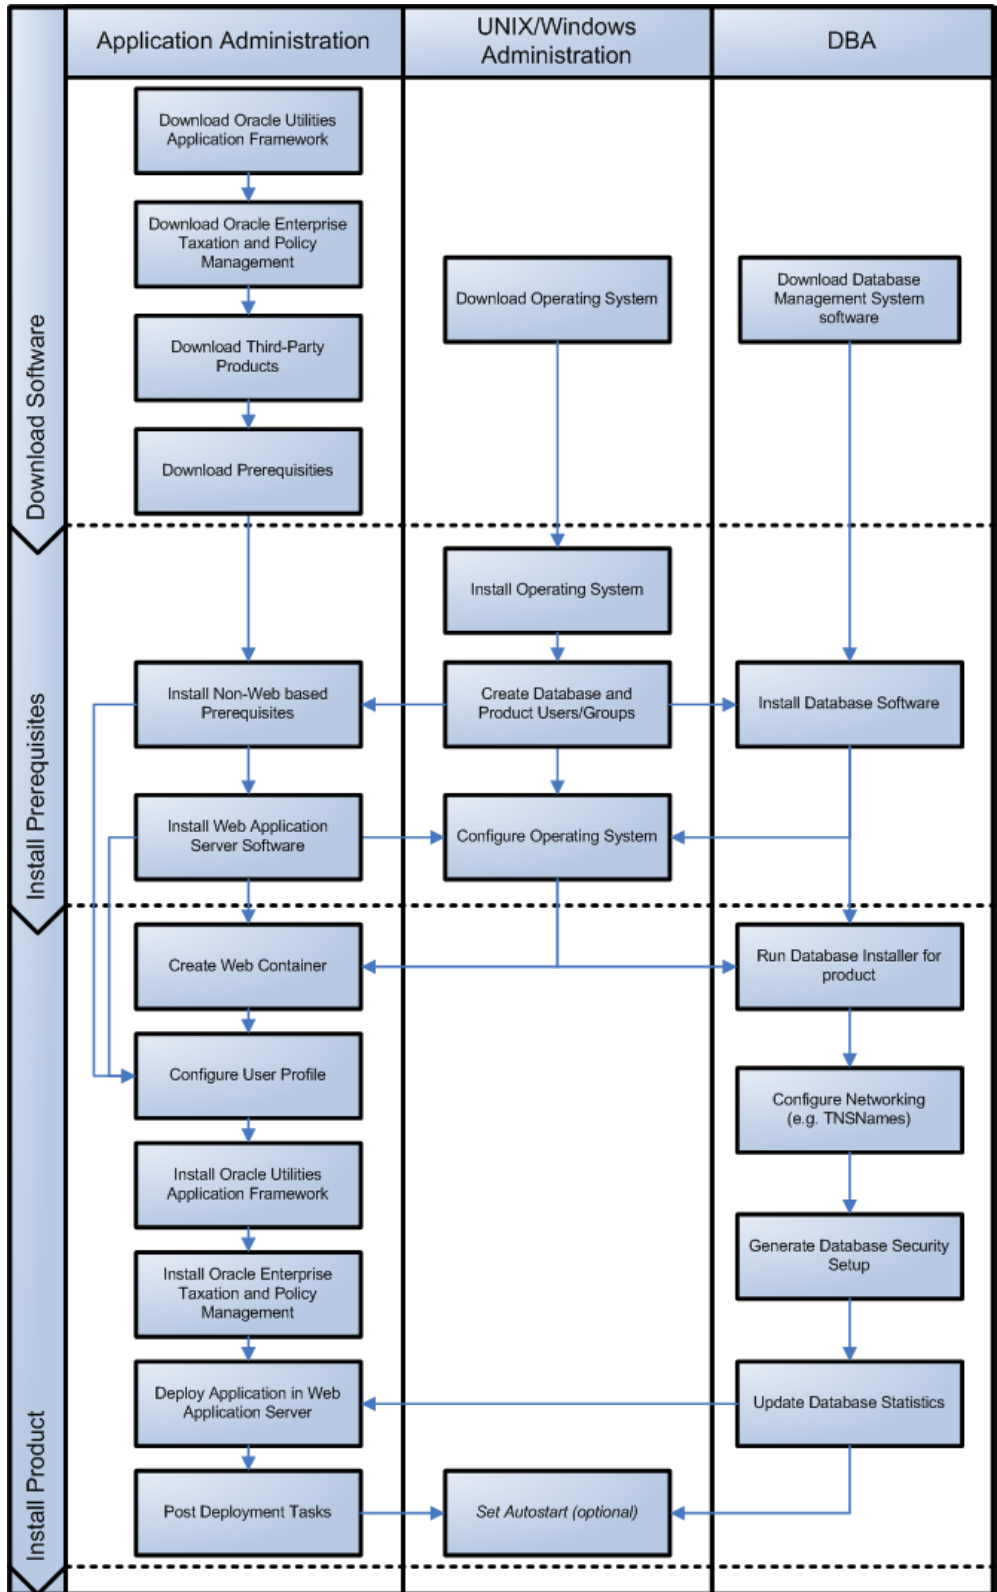 Application Administration
UNIX/Windows
Administration
DBA
Download Software
Download Oracle Utilities
Application Framework
Download Oracle Enterprise
Taxation and Policy
Management
Download Operating System
Download Database
Management System
software
Download Third-Party
Products
Download Prerequisities
Install Prerequisites
Install Operating System
Install Non-Web based
Prerequisites
Create Database and
Product Users/Groups
Install Database Software
Install Web Application
Server Software
Configure Operating System
Install Product
Create Web Container
Run Database Installer for
product
Configure User Profile
Configure Networking
(e.g. TNSNames)
Install Oracle Utilities
Application Framework
Generate Database Security
Setup
Install Oracle Enterprise
Taxation and Policy
Management
Deploy Application in Web
Application Server
Update Database Statistics
Post Deployment Tasks
Set Autostart (optional)